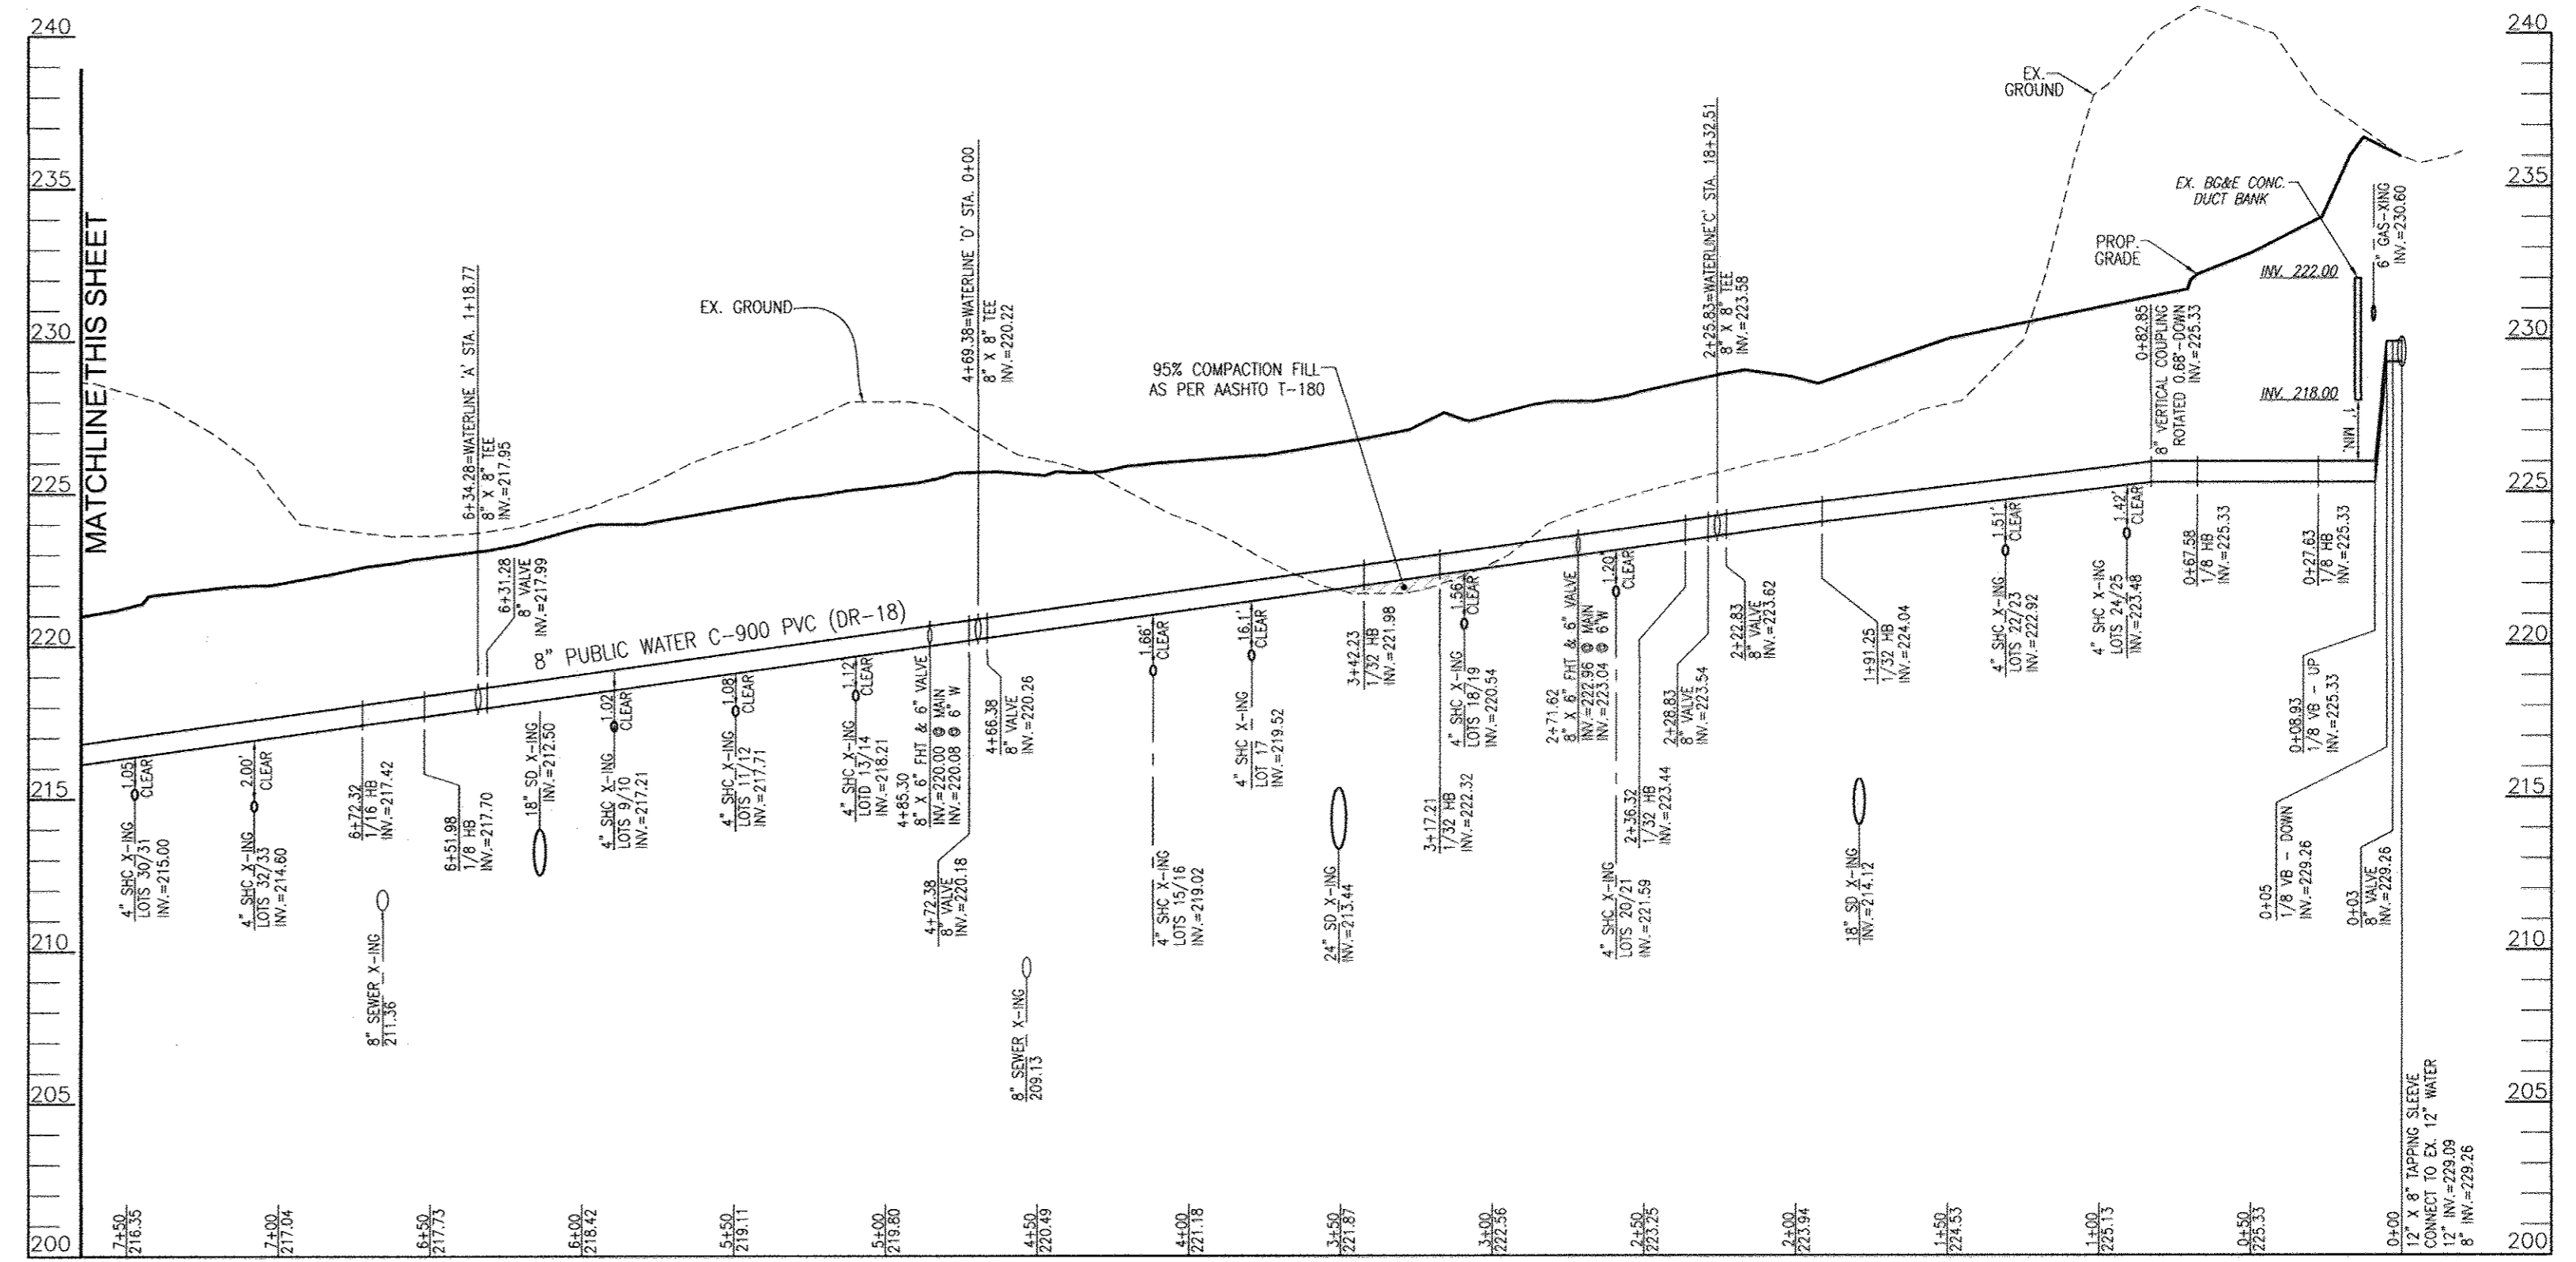 240
235
230
225
220
215
210
205
200
MATCHLINE THIS SHEET
4" SHC X-ING
LOTS 30/31
INV.=215.00
1.05'
CLEAR
4" SHC X-ING
LOTS 32/33
INV.=214.60
2.00'
CLEAR
6+72.32
1/16 HB
INV.=217.42
8" SEWER X-ING
211.36
6+51.98
1/8 HB
INV.=217.70
6+34.28=WATERLINE 'A' STA. 1+18.77
8" X 8" TEE
INV.=217.95
6+31.28
8" VALVE
INV.=217.99
18" SD X-ING
INV.=212.50
8" PUBLIC WATER C-900 PVC (DR-18)
4" SHC X-ING
LOTS 9/10
INV.=217.21
1.02'
CLEAR
4" SHC X-ING
LOTS 11/12
INV.=217.71
1.08'
CLEAR
EX. GROUND
4" SHC X-ING
LOTD 13/14
INV.=218.21
1.12'
CLEAR
4+85.30
8" X 6" FHT & 6" VALVE
INV.=220.00 @ MAIN
INV.=220.08 @ 6" W
4+72.38
8" VALVE
INV.=220.18
4+69.38=WATERLINE 'D' STA. 0+00
8" X 8" TEE
INV.=220.22
4+66.38
8" VALVE
INV.=220.26
8" SEWER X-ING
209.13
4" SHC X-ING
LOTS 15/16
INV.=219.02
1.66'
CLEAR
4" SHC X-ING
LOT 17
INV.=219.52
16.1'
CLEAR
95% COMPACTION FILL
AS PER AASHTO T-180
24" SD X-ING
INV.=213.44
3+42.23
1/32 HB
INV.=221.98
3+17.21
1/32 HB
INV.=222.32
4" SHC X-ING
LOTS 18/19
INV.=220.54
1.56'
CLEAR
2+71.62
8" X 6" FHT & 6" VALVE
INV.=222.96 @ MAIN
INV.=223.04 @ 6"W
4" SHC X-ING
LOTS 20/21
INV.=221.59
1.20'
CLEAR
2+36.32
1/32 HB
INV.=223.44
2+28.83
8" VALVE
INV.=223.54
2+25.83=WATERLINE'C' STA. 18+32.51
8" X 8" TEE
INV.=223.58
2+22.83
8" VALVE
INV.=223.62
18" SD X-ING
INV.=214.12
1+91.25
1/32 HB
INV.=224.04
EX.
GROUND
4" SHC X-ING
LOTS 22/23
INV.=222.92
1.51'
CLEAR
4" SHC X-ING
LOTS 24/25
INV.=223.48
1.42'
CLEAR
PROP.
GRADE
0+82.85
8" VERTICAL COUPLING
ROTATED 0.68°-DOWN
INV.=225.33
0+67.58
1/8 HB
INV.=225.33
0+27.63
1/8 HB
INV.=225.33
EX. BG&E CONC.
DUCT BANK
INV. 222.00
INV. 218.00
1' MIN.
6" GAS-XING
INV.=230.60
0+08.93
1/8 VB - UP
INV.=225.33
0+05
1/8 VB - DOWN
INV.=229.26
0+03
8" VALVE
INV.=229.26
12" X 8" TAPPING SLEEVE
CONNECT TO EX. 12" WATER
12" INV.=229.09
8" INV.=229.26
7+50
216.35
7+00
217.04
6+50
217.73
6+00
218.42
5+50
219.11
5+00
219.80
4+50
220.49
4+00
221.18
3+50
221.87
3+00
222.56
2+50
223.25
2+00
223.94
1+50
224.53
1+00
225.13
0+50
225.33
0+00
240
235
230
225
220
215
210
205
200